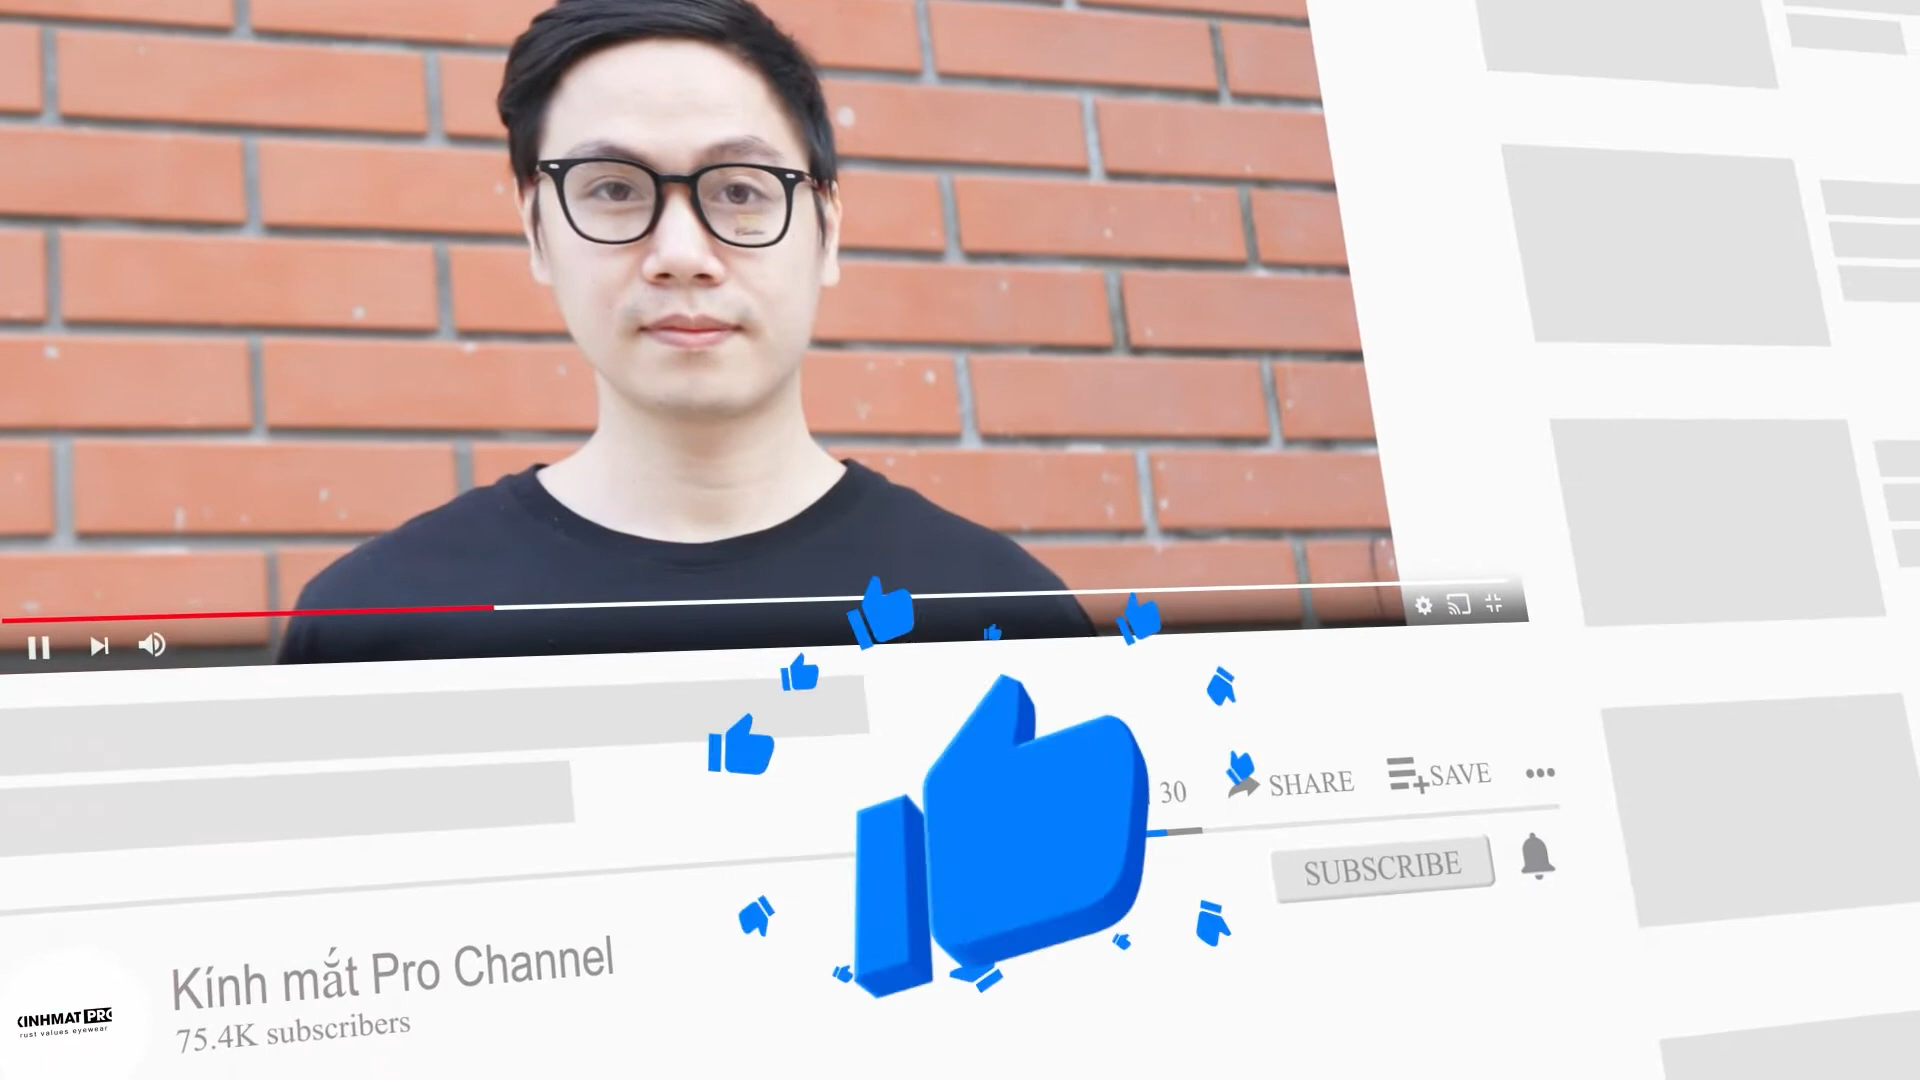 30
SHARE
SAVE
SUBSCRIBE
Kính mắt Pro Channel
75.4K subscribers
KINHMAT PRO
rust values eyewear